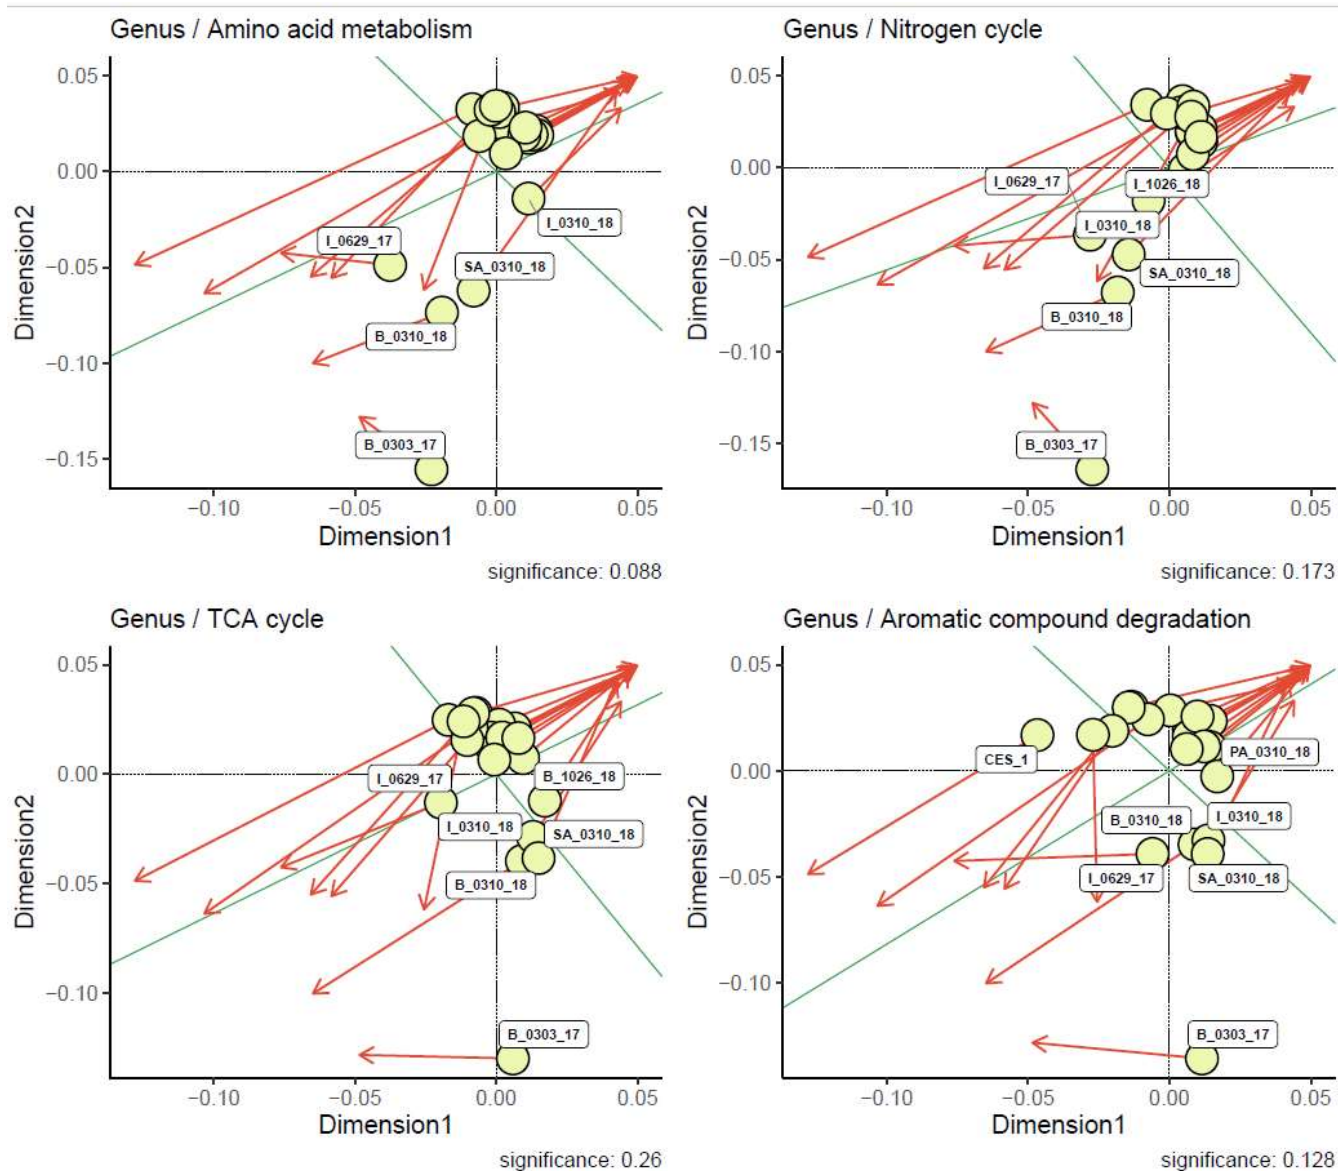 Genus / Amino acid metabolism
Dimension2
0.05
0.00
−0.05
−0.10
−0.15
I_0310_18
I_0629_17
SA_0310_18
B_0310_18
B_0303_17
−0.10
−0.05
0.00
0.05
Dimension1
significance: 0.088
Genus / Nitrogen cycle
Dimension2
0.05
0.00
−0.05
−0.10
−0.15
I_0629_17
I_1026_18
I_0310_18
SA_0310_18
B_0310_18
B_0303_17
−0.10
−0.05
0.00
0.05
Dimension1
significance: 0.173
Genus / TCA cycle
Dimension2
0.05
0.00
−0.05
−0.10
I_0629_17
B_1026_18
I_0310_18
SA_0310_18
B_0310_18
B_0303_17
−0.10
−0.05
0.00
0.05
Dimension1
significance: 0.26
Genus / Aromatic compound degradation
Dimension2
0.05
0.00
−0.05
−0.10
CES_1
PA_0310_18
B_0310_18
I_0310_18
I_0629_17
SA_0310_18
B_0303_17
−0.10
−0.05
0.00
0.05
Dimension1
significance: 0.128